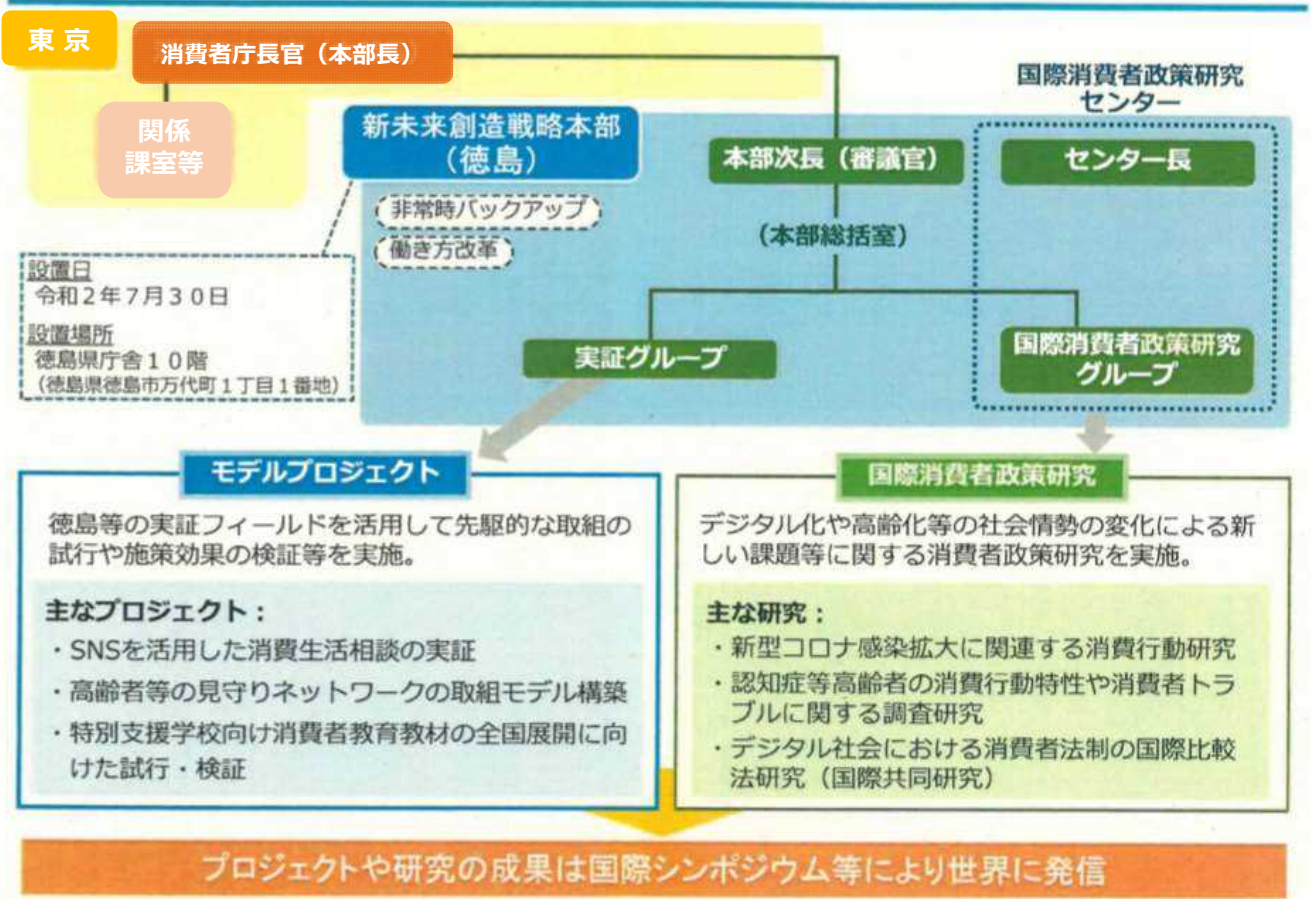 東京
消費者庁長官（本部長）
関係
課室等
新未来創造戦略本部
（徳島）
非常時バックアップ
働き方改革
設置日
令和２年７月３０日
設置場所
徳島県庁舎１０階
（徳島県徳島市万代町１丁目１番地）
本部次長（審議官）
（本部総括室）
国際消費者政策研究
センター
センター長
実証グループ
国際消費者政策研究
グループ
モデルプロジェクト
徳島等の実証フィールドを活用して先駆的な取組の
試行や施策効果の検証等を実施。
主なプロジェクト：
・SNSを活用した消費生活相談の実証
・高齢者等の見守りネットワークの取組モデル構築
・特別支援学校向け消費者教育教材の全国展開に向
けた試行・検証
国際消費者政策研究
デジタル化や高齢化等の社会情勢の変化による新
しい課題等に関する消費者政策研究を実施。
主な研究：
・新型コロナ感染拡大に関連する消費行動研究
・認知症等高齢者の消費行動特性や消費者トラ
ブルに関する調査研究
・デジタル社会における消費者法制の国際比較
法研究（国際共同研究）
プロジェクトや研究の成果は国際シンポジウム等により世界に発信